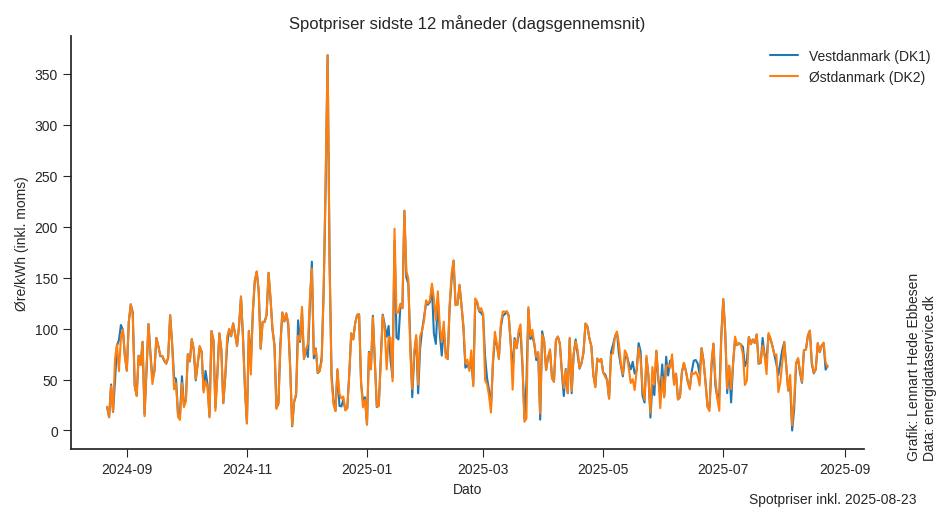 Spotpriser sidste 12 måneder (dagsgennemsnit)
Vestdanmark (DK1)
Østdanmark (DK2)
Øre/kWh (inkl. moms)
350
300
250
200
150
100
50
0
2024-09
2024-11
2025-01
2025-03
2025-05
2025-07
2025-09
Dato
Grafik: Lennart Hede Ebbesen
Data: energidataservice.dk
Spotpriser inkl. 2025-08-23